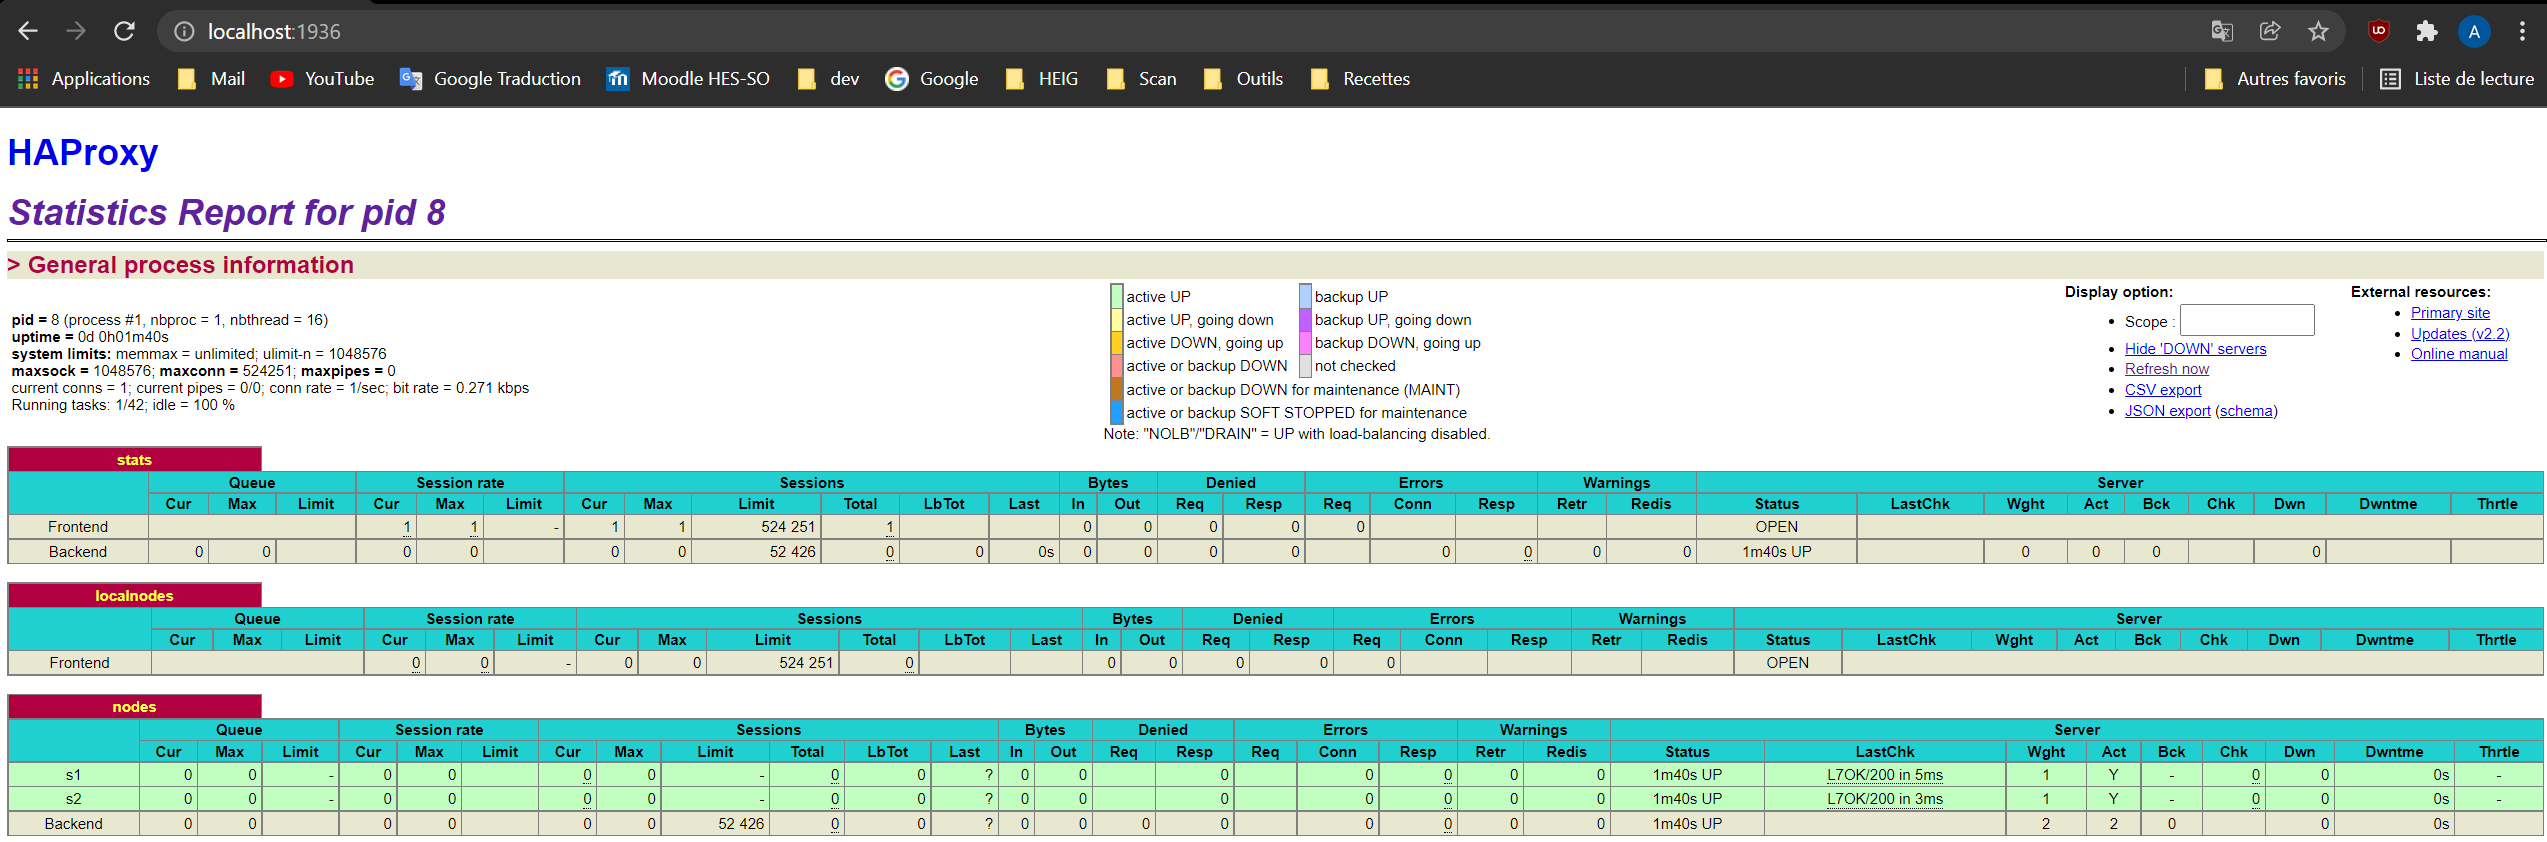 localhost:1936
A
Applications Mail YouTube Google Traduction Moodle HES-SO dev Google HEIG Scan Outils Recettes Autres favoris Liste de lecture
HAProxy
Statistics Report for pid 8
> General process information
pid = 8 (process #1, nbproc = 1, nbthread = 16)
uptime = 0d 0h01m40s
system limits: memmax = unlimited; ulimit-n = 1048576
maxsock = 1048576; maxconn = 524251; maxpipes = 0
current conns = 1; current pipes = 0/0; conn rate = 1/sec; bit rate = 0.271 kbps
Running tasks: 1/42; idle = 100 %
active UP backup UP
active UP, going down backup UP, going down
active DOWN, going up backup DOWN, going up
active or backup DOWN not checked
active or backup DOWN for maintenance (MAINT)
active or backup SOFT STOPPED for maintenance
Note: "NOLB"/"DRAIN" = UP with load-balancing disabled.
Display option:
• Scope :
• Hide 'DOWN' servers
• Refresh now
• CSV export
• JSON export (schema)
External resources:
• Primary site
• Updates (v2.2)
• Online manual
stats
Queue Session rate Sessions Bytes Denied Errors Warnings Server
Cur Max Limit Cur Max Limit Cur Max Limit Total LbTot Last In Out Req Resp Req Conn Resp Retr Redis Status LastChk Wght Act Bck Chk Dwn Dwntme Thrtle
Frontend 1 1 - 1 1 524 251 1 0 0 0 0 0 OPEN
Backend 0 0 0 0 0 0 52 426 0 0 0s 0 0 0 0 0 0 0 0 1m40s UP 0 0 0 0
localnodes
Queue Session rate Sessions Bytes Denied Errors Warnings Server
Cur Max Limit Cur Max Limit Cur Max Limit Total LbTot Last In Out Req Resp Req Conn Resp Retr Redis Status LastChk Wght Act Bck Chk Dwn Dwntme Thrtle
Frontend 0 0 - 0 0 524 251 0 0 0 0 0 0 OPEN
nodes
Queue Session rate Sessions Bytes Denied Errors Warnings Server
Cur Max Limit Cur Max Limit Cur Max Limit Total LbTot Last In Out Req Resp Req Conn Resp Retr Redis Status LastChk Wght Act Bck Chk Dwn Dwntme Thrtle
s1 0 0 - 0 0 0 0 - 0 0 ? 0 0 0 0 0 0 0 1m40s UP L7OK/200 in 5ms 1 Y - 0 0 0s -
s2 0 0 - 0 0 0 0 - 0 0 ? 0 0 0 0 0 0 0 1m40s UP L7OK/200 in 3ms 1 Y - 0 0 0s -
Backend 0 0 0 0 0 0 52 426 0 0 ? 0 0 0 0 0 0 0 0 1m40s UP 2 2 0 0 0s